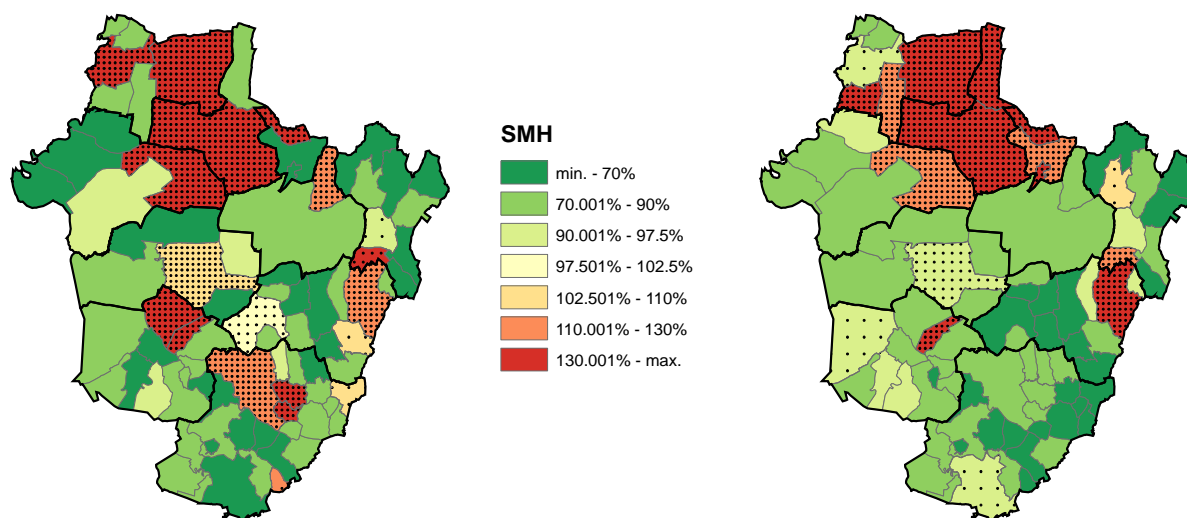 SMH
min. - 70%
70.001% - 90%
90.001% - 97.5%
97.501% - 102.5%
102.501% - 110%
110.001% - 130%
130.001% - max.